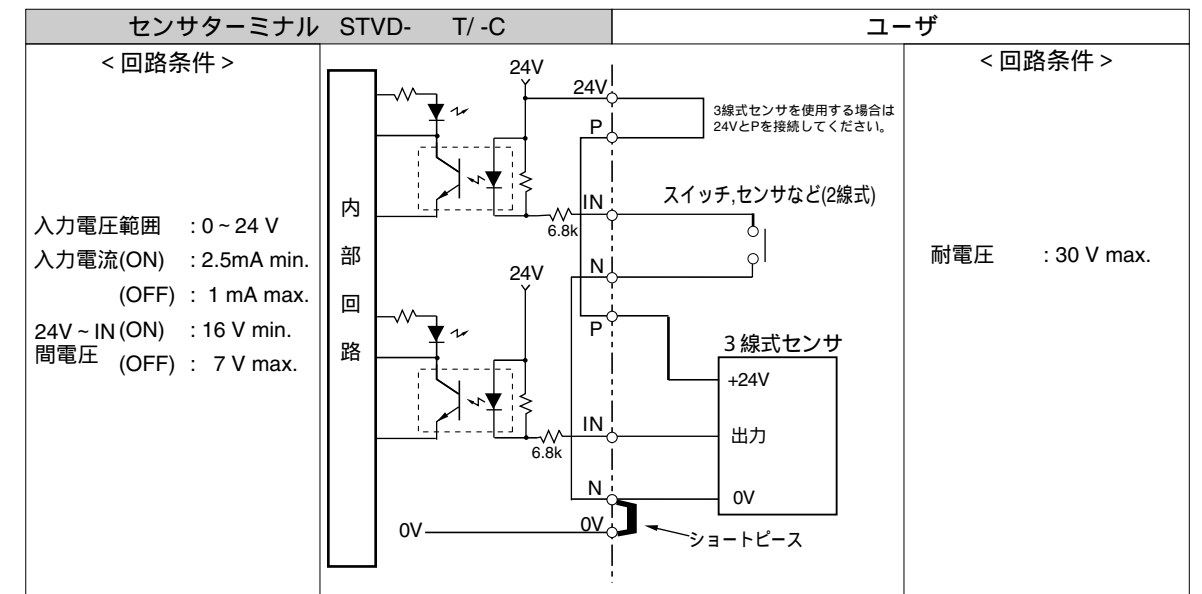 センサターミナル STVD- T/ -C
ユーザ
< 回路条件 >
入力電圧範囲 : 0 ~ 24 V
入力電流(ON) : 2.5mA min.
(OFF) : 1 mA max.
24V ~ IN (ON) : 16 V min.
間電圧 (OFF) : 7 V max.
内部回路
24V
24V
P
3線式センサを使用する場合は
24VとPを接続してください。
IN
6.8k
スイッチ,センサなど(2線式)
N
24V
P
3線式センサ
+24V
IN
6.8k
出力
N
0V
0V
0V
ショートピース
< 回路条件 >
耐電圧 : 30 V max.